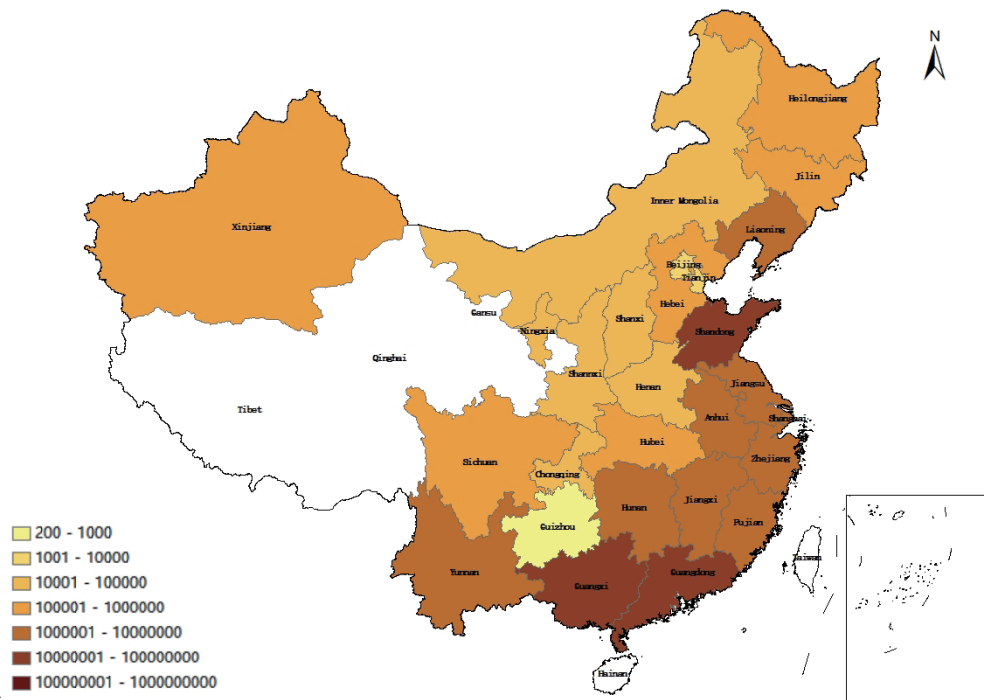 N
Heilongjiang
Jilin
Inner Mongolia
Xinjiang
Liaoning
Beijing
Tianjin
Hebei
Gansu
Shanxi
Ningxia
Shandong
Qinghai
Shannxi
Henan
Jiangsu
Tibet
Anhui
Shanghai
Hubei
Zhejiang
Sichuan
Chongqing
Jiangxi
Hunan
Fujian
Guizhou
Taiwan
Yunnan
Guangxi
Guangdong
Hainan
200 - 1000
1001 - 10000
10001 - 100000
100001 - 1000000
1000001 - 10000000
10000001 - 100000000
100000001 - 1000000000